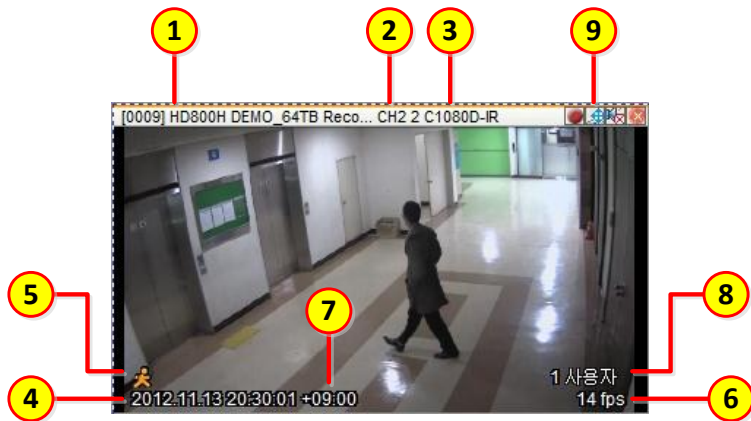 1 2 3 9
[0009] HD800H DEMO_64TB Reco... CH2 2 C1080D-IR
5 7 8
1 사용자
4 2012.11.13 20:30:01 +09:00 14 fps 6